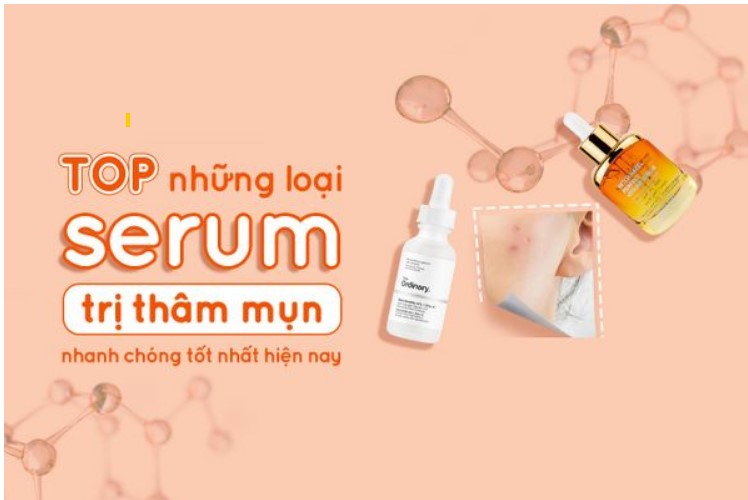 TOP những loại
serum
trị thâm mụn
nhanh chóng tốt nhất hiện nay
The
Ordinary.